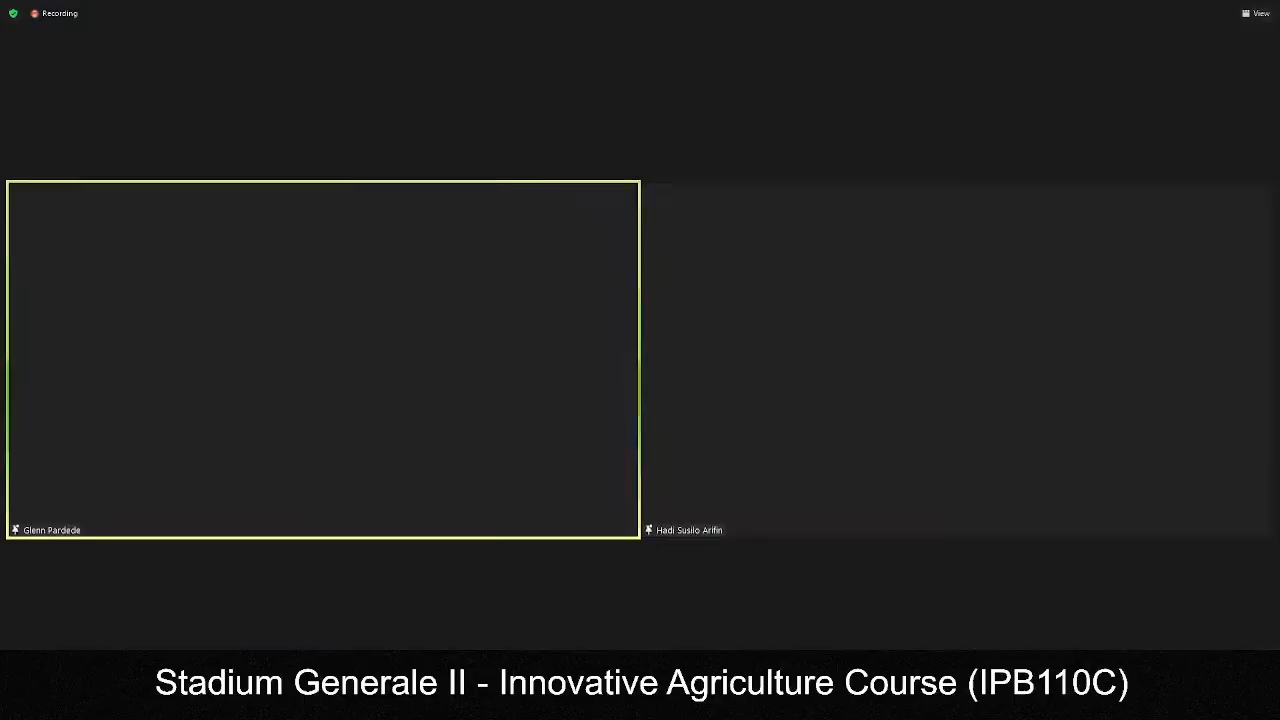 Recording
View
Glenn Pardede
Hadi Susilo Arifin
Stadium Generale II - Innovative Agriculture Course (IPB110C)